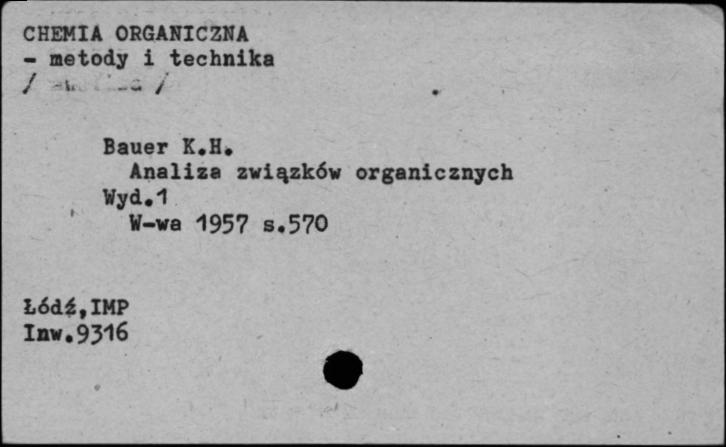 CHEMIA ORGANICZNA
- metody i technika
/ /
Bauer K.H.
Analiza związków organicznych
Wyd.1
W-wa 1957 s.570
Łódź,IMP
Inw.9316